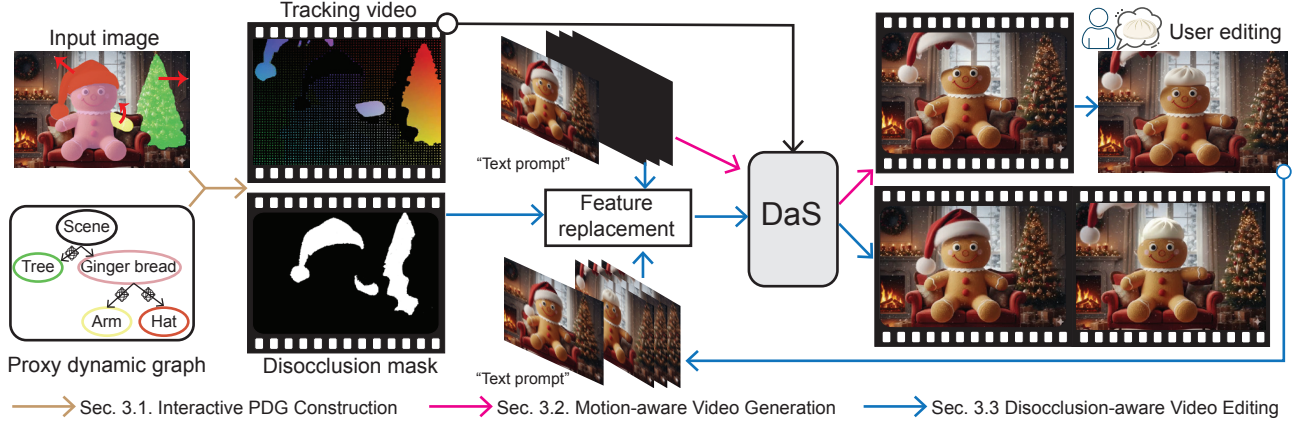 Tracking video
Input image
User editing
"Text prompt"
Feature
replacement
DaS
Scene
Tree
Ginger bread
Arm
Hat
Proxy dynamic graph
Disocclusion mask
"Text prompt"
Sec. 3.1. Interactive PDG Construction
Sec. 3.2. Motion-aware Video Generation
Sec. 3.3 Disocclusion-aware Video Editing